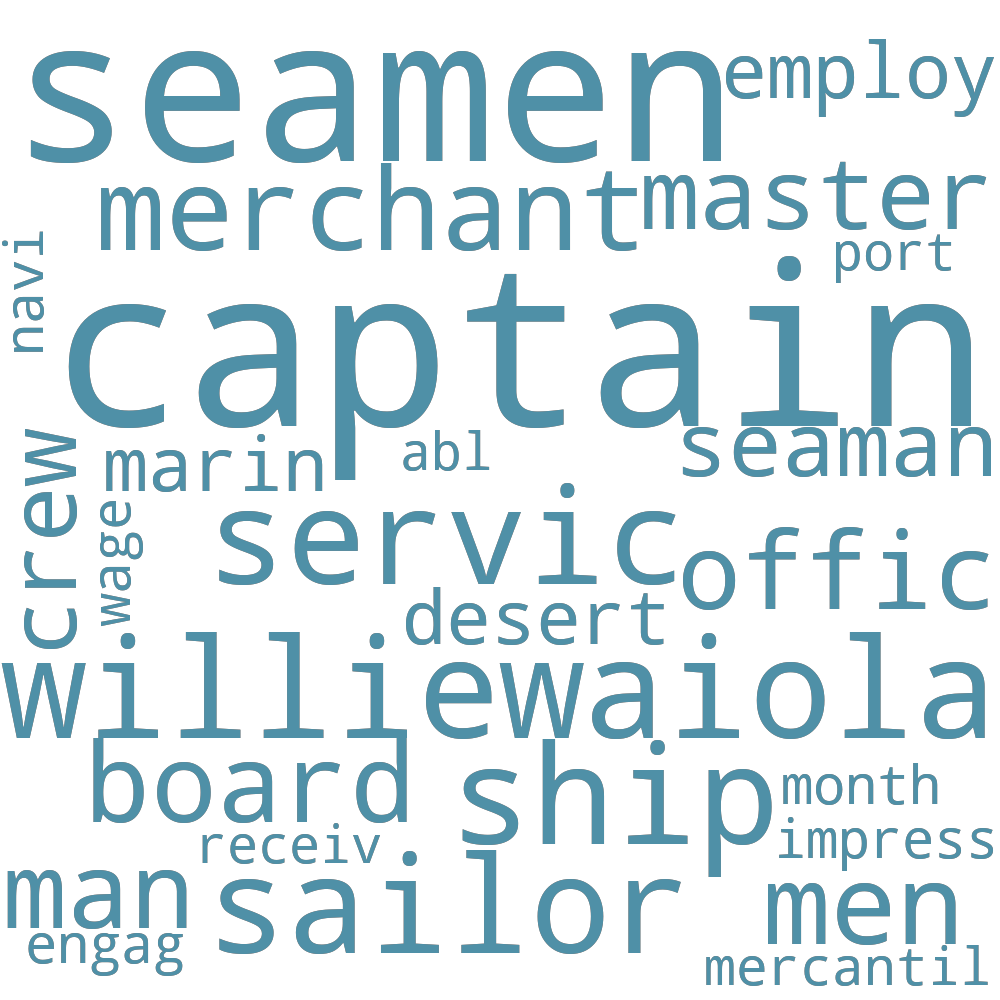 seamen
employ
merchant
master
port
navi
captain
crew
marin
abl
seaman
wage
servic
offic
desert
williewaiola
board
ship
month
receiv
impress
man
sailor
men
engag
mercantil